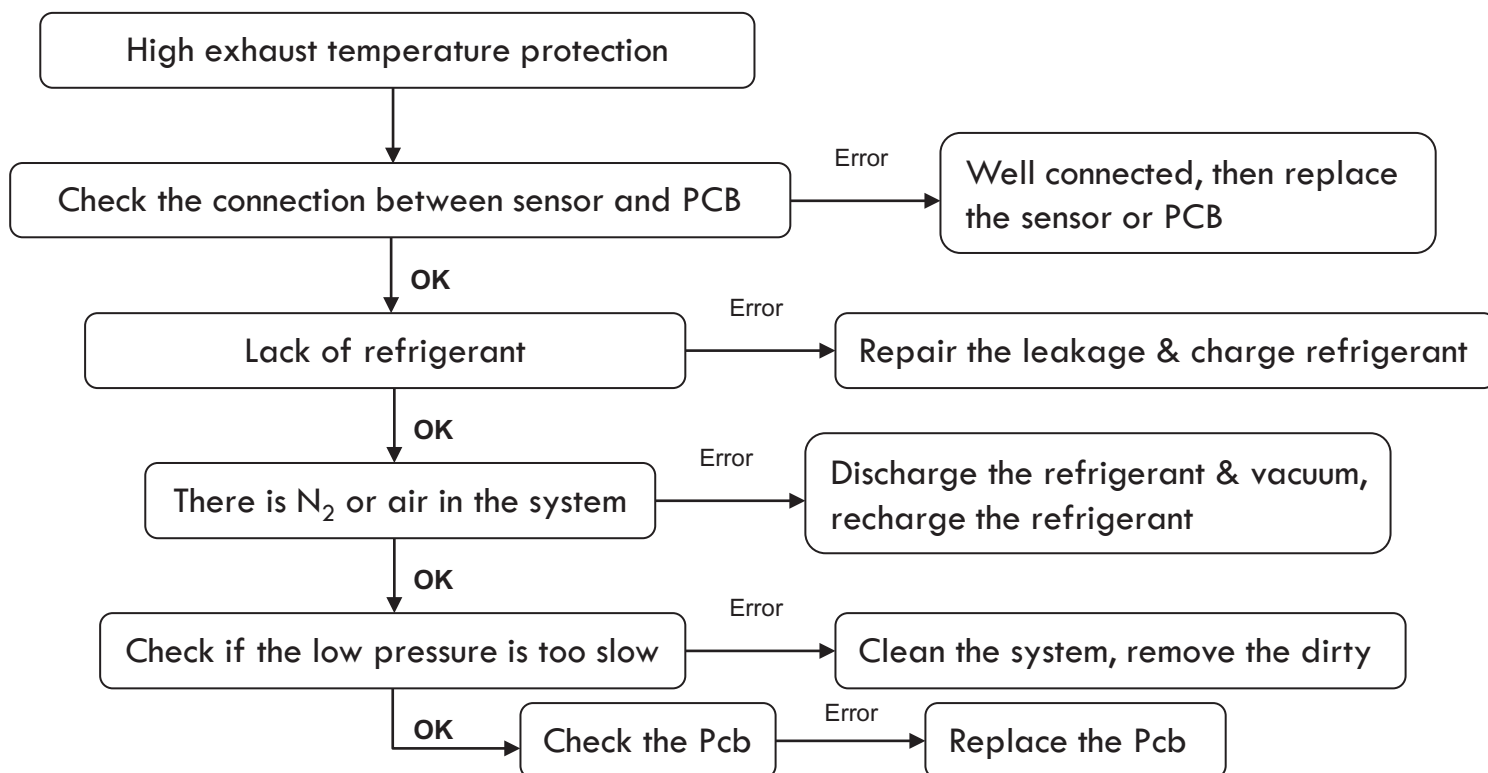 High exhaust temperature protection
Error
Check the connection between sensor and PCB
Well connected, then replace
the sensor or PCB
OK
Error
Lack of refrigerant
Repair the leakage & charge refrigerant
OK
Error
There is N₂ or air in the system
Discharge the refrigerant & vacuum,
recharge the refrigerant
OK
Error
Check if the low pressure is too slow
Clean the system, remove the dirty
OK
Check the Pcb
Error
Replace the Pcb